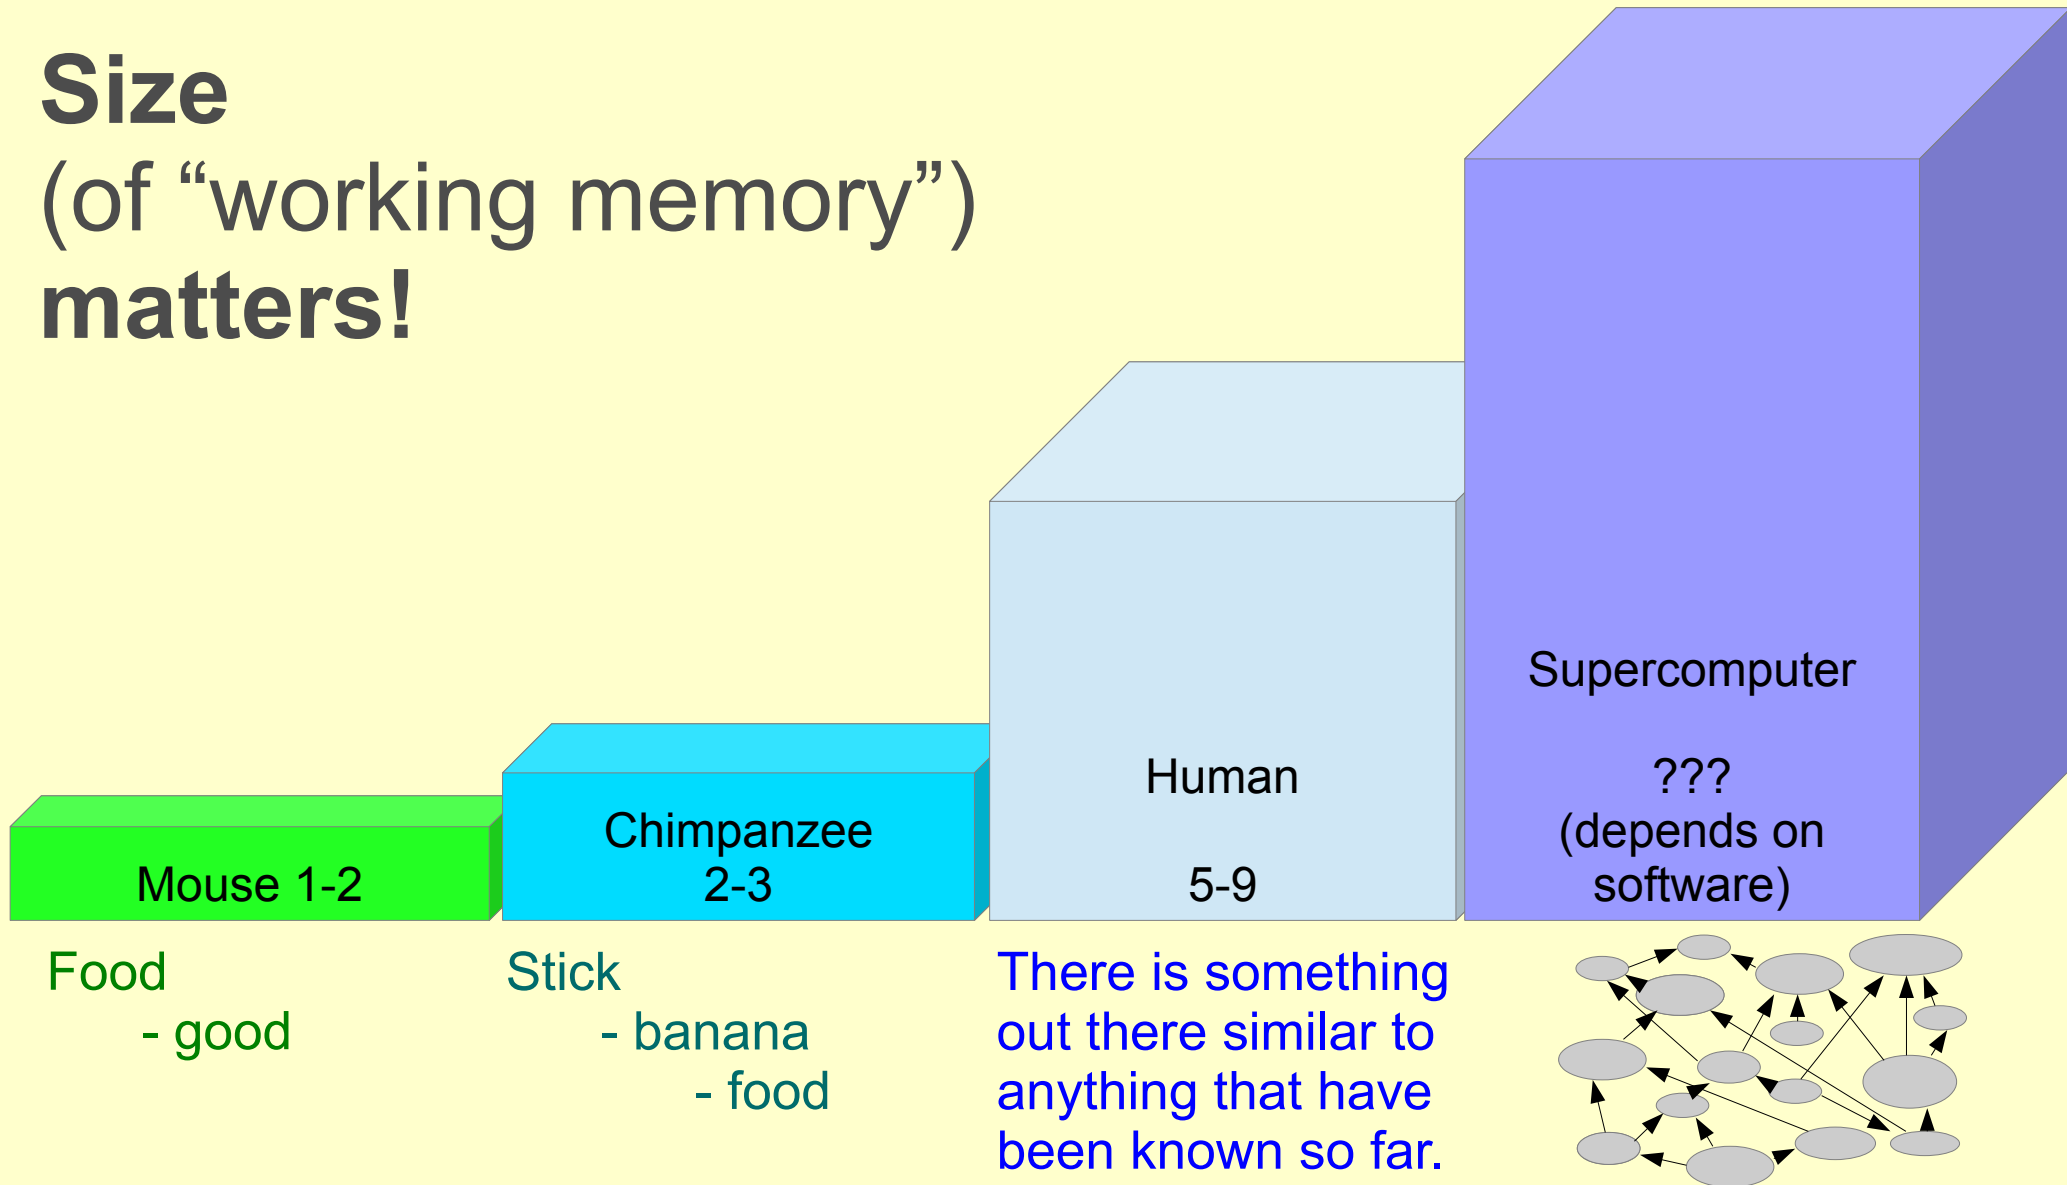 Size
(of “working memory”)
matters!
Mouse 1-2
Chimpanzee
2-3
Human
5-9
Supercomputer
???
(depends on
software)
Food
- good
Stick
- banana
- food
There is something
out there similar to
anything that have
been known so far.